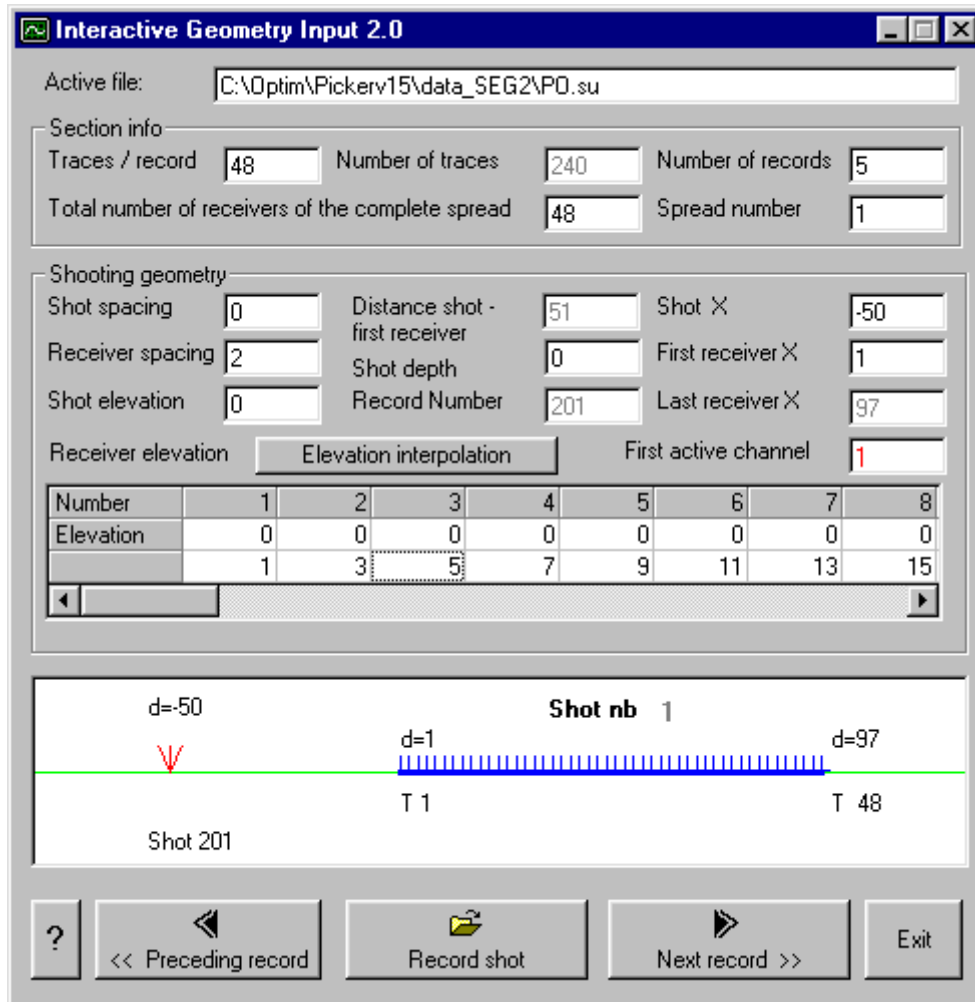 Interactive Geometry Input 2.0
Active file: C:\Optim\Pickerv15\data_SEG2\PO.su
Section info
Traces / record 48 Number of traces 240 Number of records 5
Total number of receivers of the complete spread 48 Spread number 1
Shooting geometry
Shot spacing 0 Distance shot - first receiver 51 Shot X -50
Receiver spacing 2 Shot depth 0 First receiver X 1
Shot elevation 0 Record Number 201 Last receiver X 97
Receiver elevation Elevation interpolation First active channel 1
Number 1 2 3 4 5 6 7 8
Elevation 0 0 0 0 0 0 0 0
1 3 5 7 9 11 13 15
d=-50 Shot nb 1
d=1 d=97
T 1 T 48
Shot 201
? << Preceding record Record shot Next record >> Exit